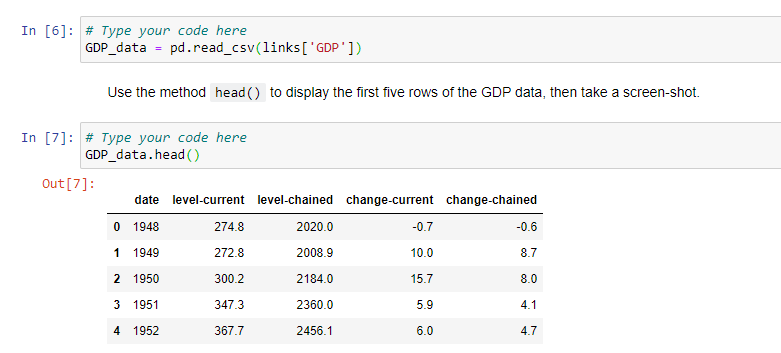 In [6]: # Type your code here
GDP_data = pd.read_csv(links['GDP'])
Use the method head() to display the first five rows of the GDP data, then take a screen-shot.
In [7]: # Type your code here
GDP_data.head()
Out[7]:
date level-current level-chained change-current change-chained
0 1948 274.8 2020.0 -0.7 -0.6
1 1949 272.8 2008.9 10.0 8.7
2 1950 300.2 2184.0 15.7 8.0
3 1951 347.3 2360.0 5.9 4.1
4 1952 367.7 2456.1 6.0 4.7